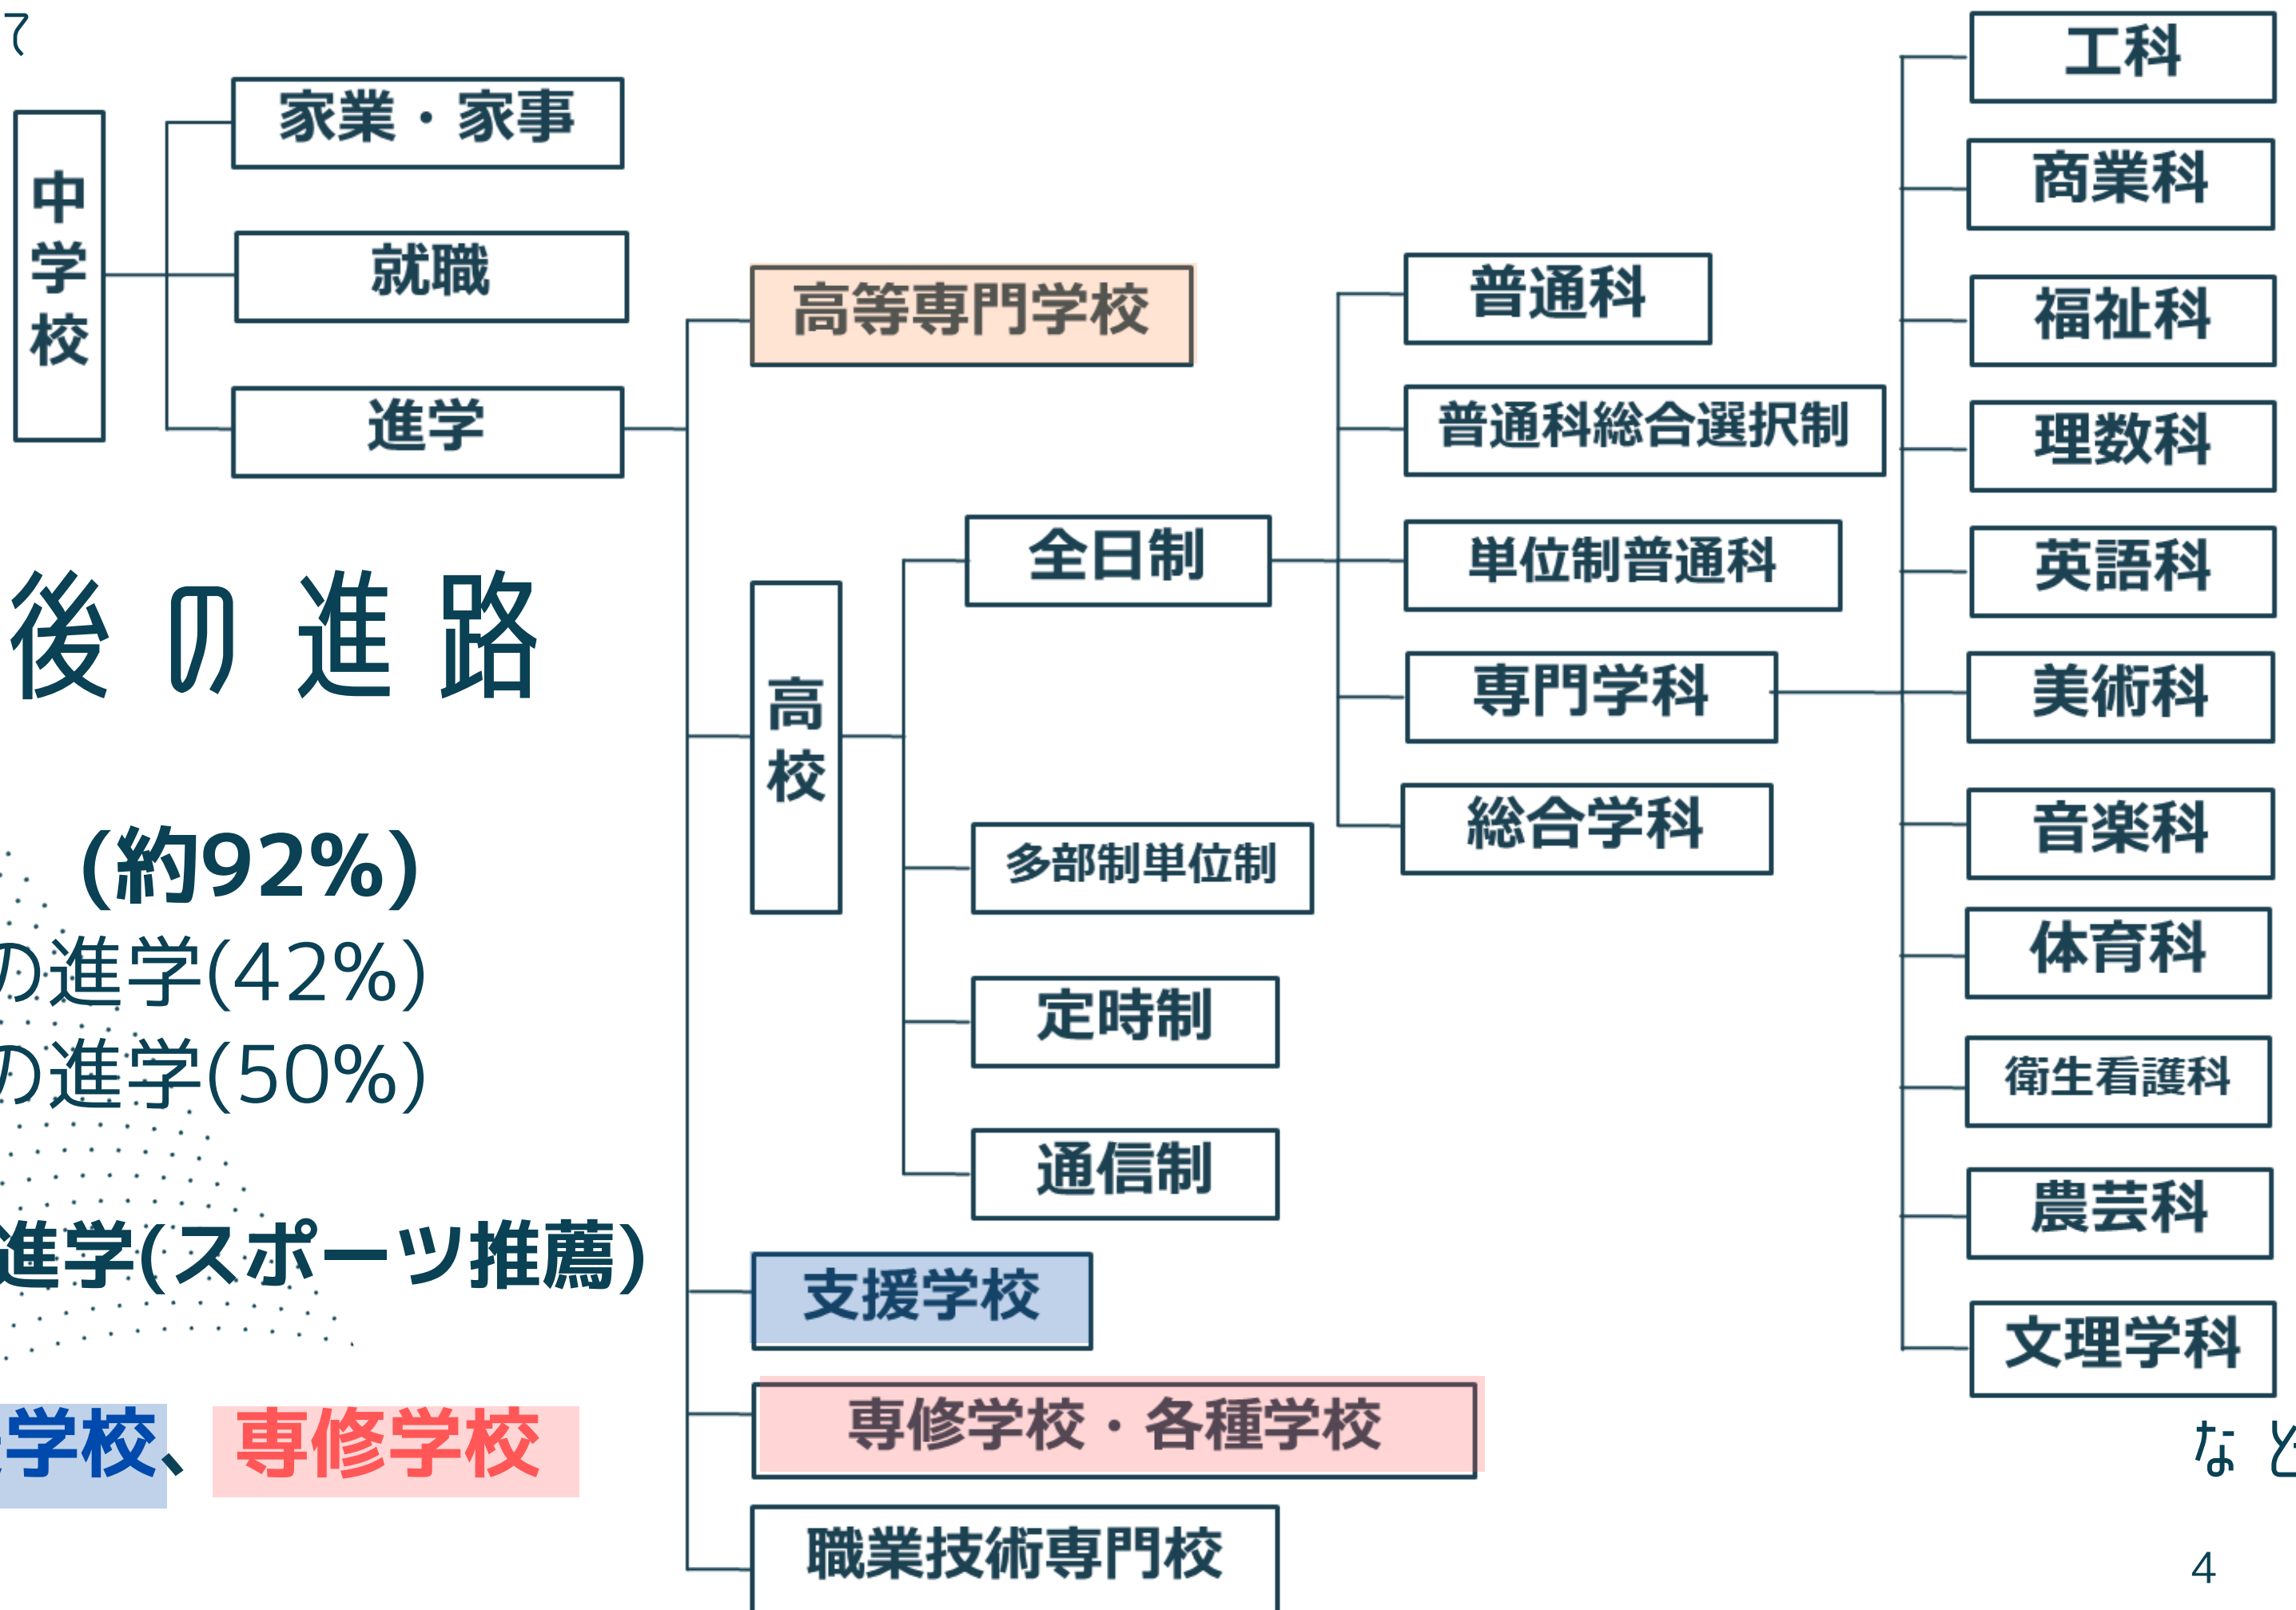 て
中学校
家業・家事
就職
進学
後の進路
(約92%)
の進学(42%)
の進学(50%)
進学(スポーツ推薦)
学校、専修学校
高等専門学校
高校
支援学校
専修学校・各種学校
職業技術専門校
全日制
多部制単位制
定時制
通信制
普通科
普通科総合選択制
単位制普通科
専門学科
総合学科
工科
商業科
福祉科
理数科
英語科
美術科
音楽科
体育科
衛生看護科
農芸科
文理学科
など
4